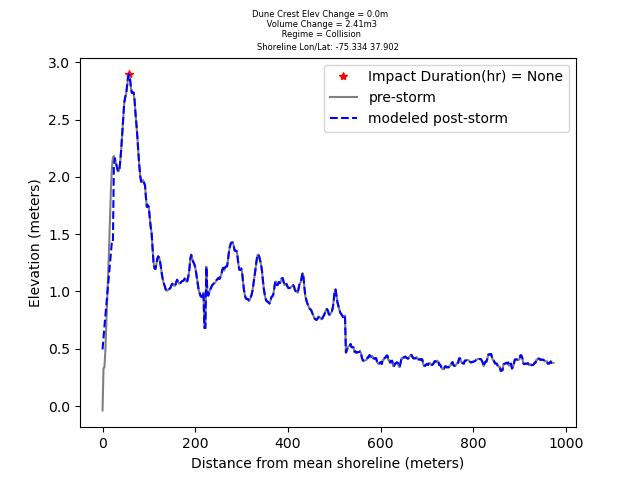 Dune Crest Elev Change = 0.0m
Volume Change = 2.41m3
Regime = Collision
Shoreline Lon/Lat: -75.334 37.902
Impact Duration(hr) = None
pre-storm
modeled post-storm
3.0
2.5
2.0
1.5
1.0
0.5
0.0
Elevation (meters)
0 200 400 600 800 1000
Distance from mean shoreline (meters)